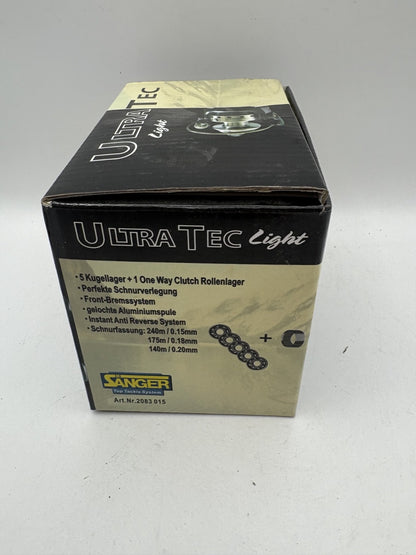 ULTRA TEC
Light
ULTRA TEC Light
• 5 Kugellager + 1 One Way Clutch Rollenlager
• Perfekte Schnurverlegung
• Front-Bremssystem
• gelochte Aluminiumspule
• Instant Anti Reverse System
• Schnurfassung: 240m / 0.15mm
175m / 0.18mm
140m / 0.20mm
+
SÄNGER
Top Tackle System
Art.Nr.2083 015